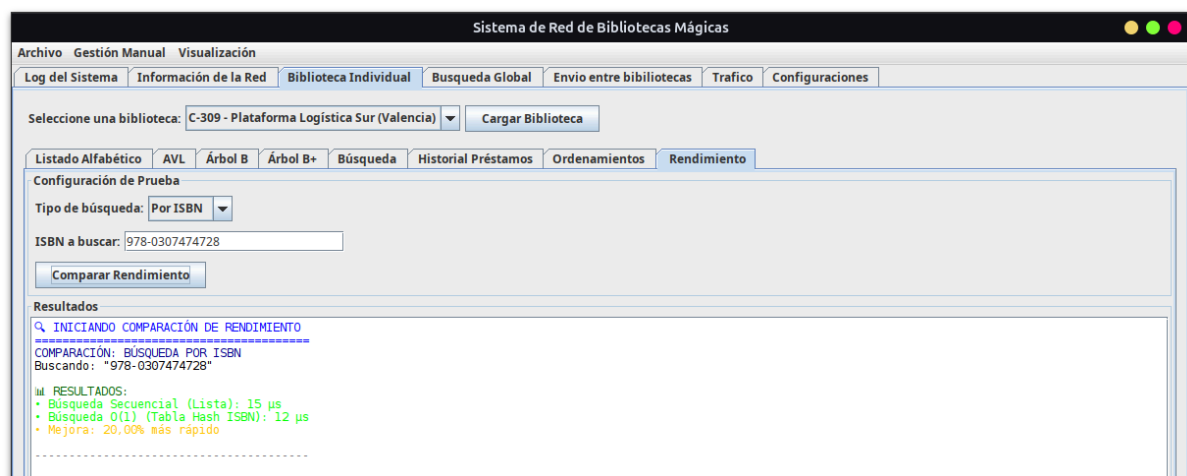 Sistema de Red de Bibliotecas Mágicas
Archivo Gestión Manual Visualización
Log del Sistema Información de la Red Biblioteca Individual Busqueda Global Envio entre bibiliotecas Trafico Configuraciones
Seleccione una biblioteca: C-309 - Plataforma Logística Sur (Valencia) Cargar Biblioteca
Listado Alfabético AVL Árbol B Árbol B+ Búsqueda Historial Préstamos Ordenamientos Rendimiento
Configuración de Prueba
Tipo de búsqueda: Por ISBN
ISBN a buscar: 978-0307474728
Comparar Rendimiento
Resultados
🔍 INICIANDO COMPARACIÓN DE RENDIMIENTO
========================================
COMPARACIÓN: BÚSQUEDA POR ISBN
Buscando: "978-0307474728"
📊 RESULTADOS:
• Búsqueda Secuencial (Lista): 15 µs
• Búsqueda O(1) (Tabla Hash ISBN): 12 µs
• Mejora: 20,00% más rápido
----------------------------------------